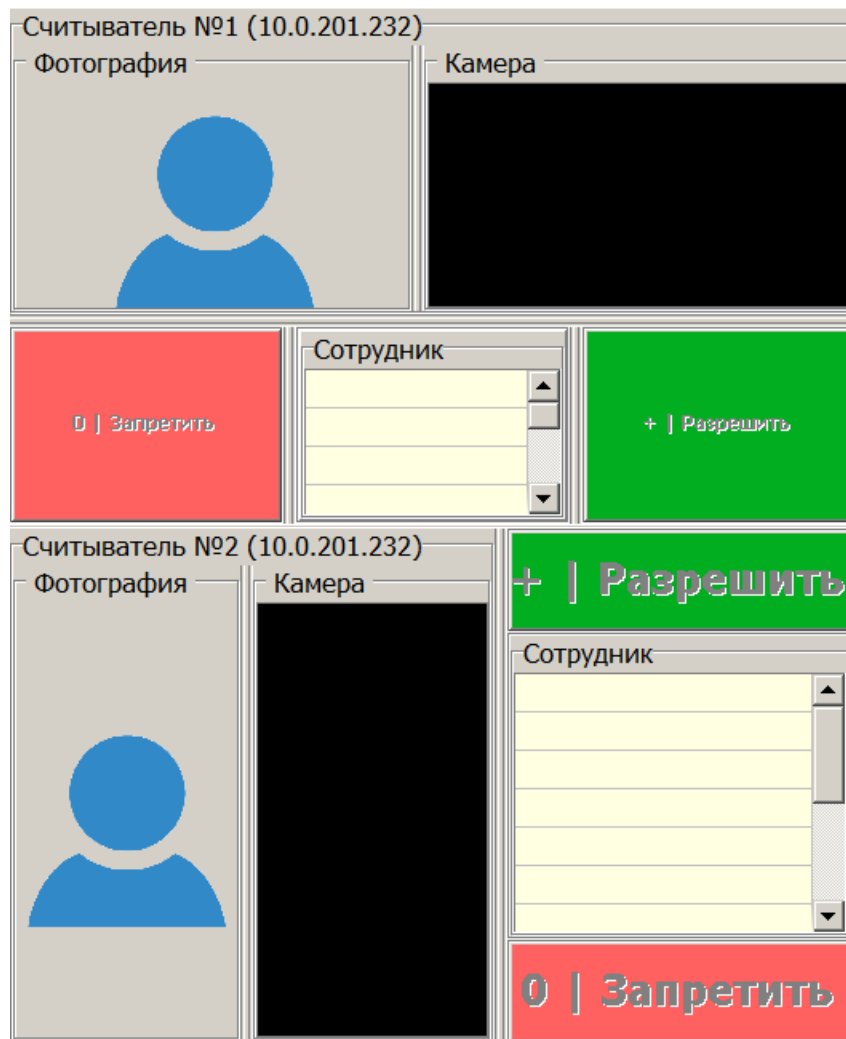 Считыватель №1 (10.0.201.232)
Фотография
Камера
0 | Запретить
Сотрудник
+ | Разрешить
Считыватель №2 (10.0.201.232)
Фотография
Камера
+ | Разрешить
Сотрудник
0 | Запретить